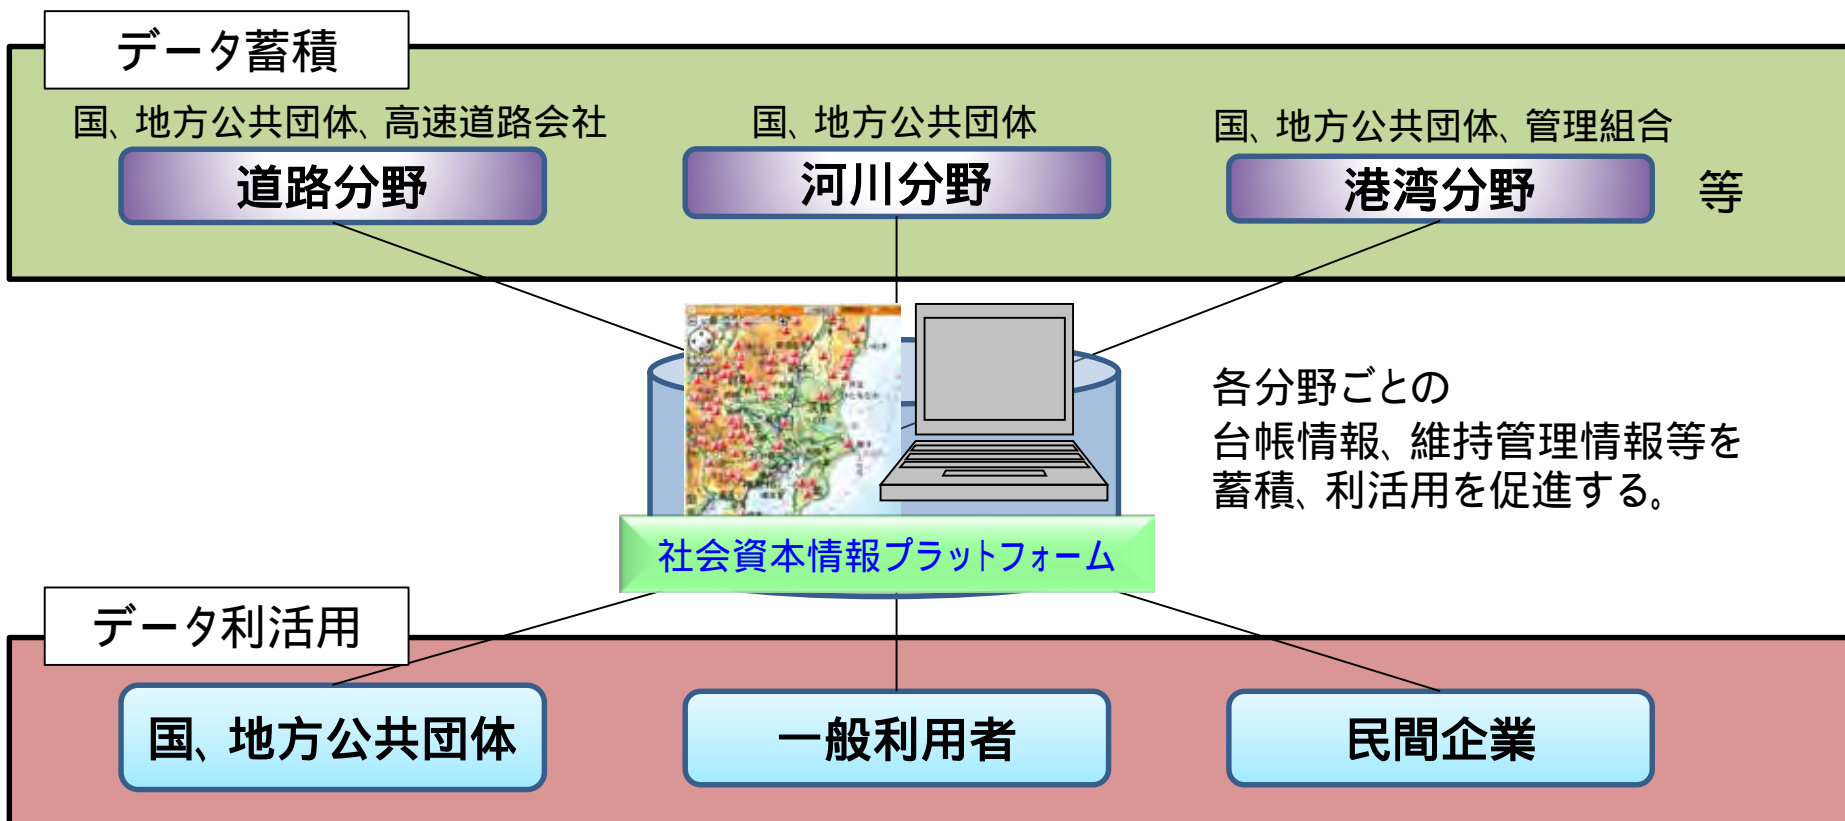 データ蓄積
国、地方公共団体、高速道路会社
国、地方公共団体
国、地方公共団体、管理組合
道路分野
河川分野
港湾分野
等
各分野ごとの
台帳情報、維持管理情報等を
蓄積、利活用を促進する。
社会資本情報プラットフォーム
データ利活用
国、地方公共団体
一般利用者
民間企業